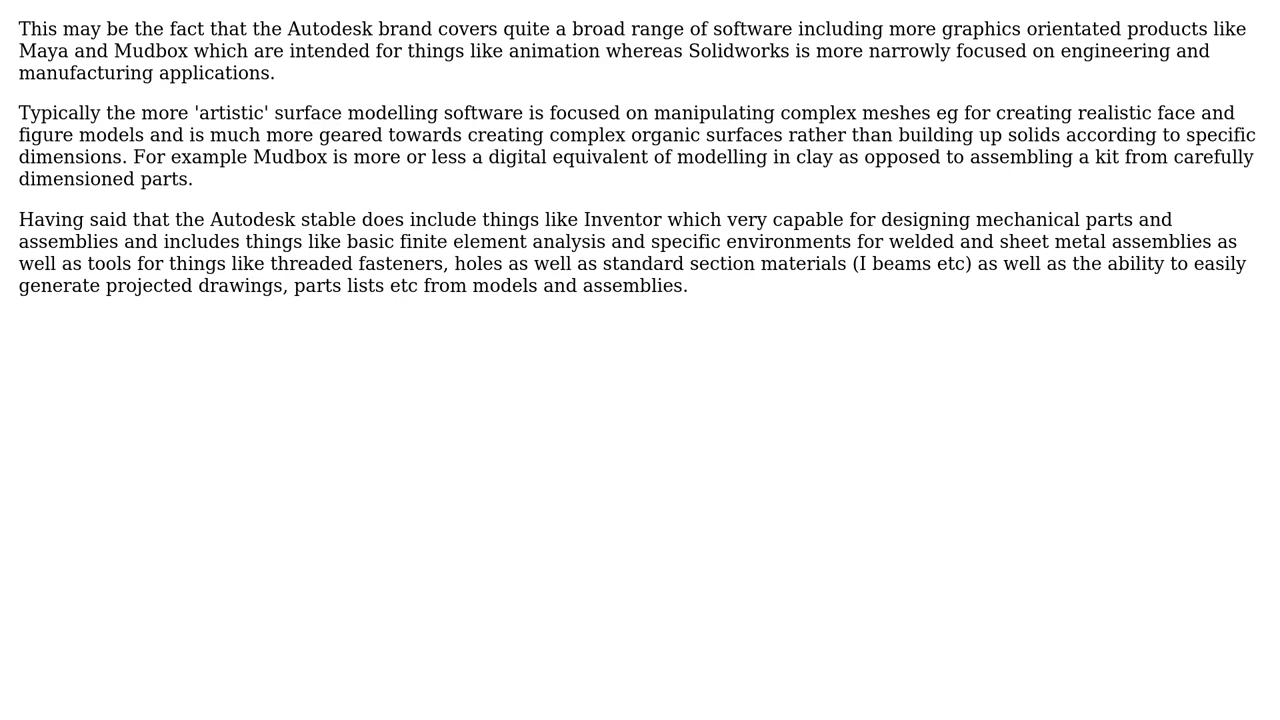 This may be the fact that the Autodesk brand covers quite a broad range of software including more graphics orientated products like
Maya and Mudbox which are intended for things like animation whereas Solidworks is more narrowly focused on engineering and
manufacturing applications.
Typically the more 'artistic' surface modelling software is focused on manipulating complex meshes eg for creating realistic face and
figure models and is much more geared towards creating complex organic surfaces rather than building up solids according to specific
dimensions. For example Mudbox is more or less a digital equivalent of modelling in clay as opposed to assembling a kit from carefully
dimensioned parts.
Having said that the Autodesk stable does include things like Inventor which very capable for designing mechanical parts and
assemblies and includes things like basic finite element analysis and specific environments for welded and sheet metal assemblies as
well as tools for things like threaded fasteners, holes as well as standard section materials (I beams etc) as well as the ability to easily
generate projected drawings, parts lists etc from models and assemblies.